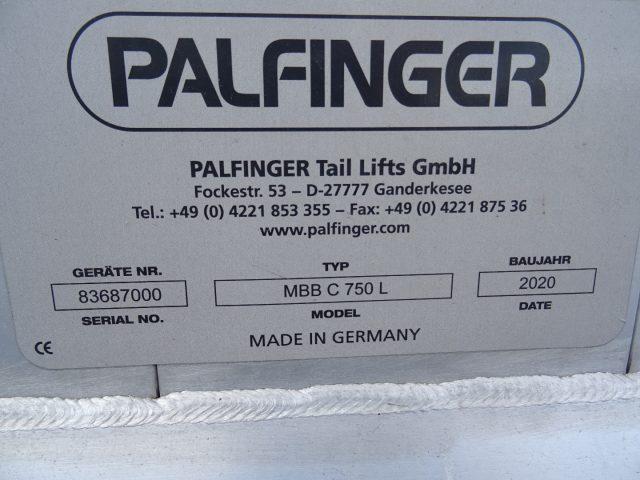 PALFINGER
PALFINGER Tail Lifts GmbH
Fockestr. 53 – D-27777 Ganderkesee
Tel.: +49 (0) 4221 853 355 – Fax: +49 (0) 4221 875 36
www.palfinger.com
GERÄTE NR. TYP BAUJAHR
83687000 MBB C 750 L 2020
SERIAL NO. MODEL DATE
CE MADE IN GERMANY